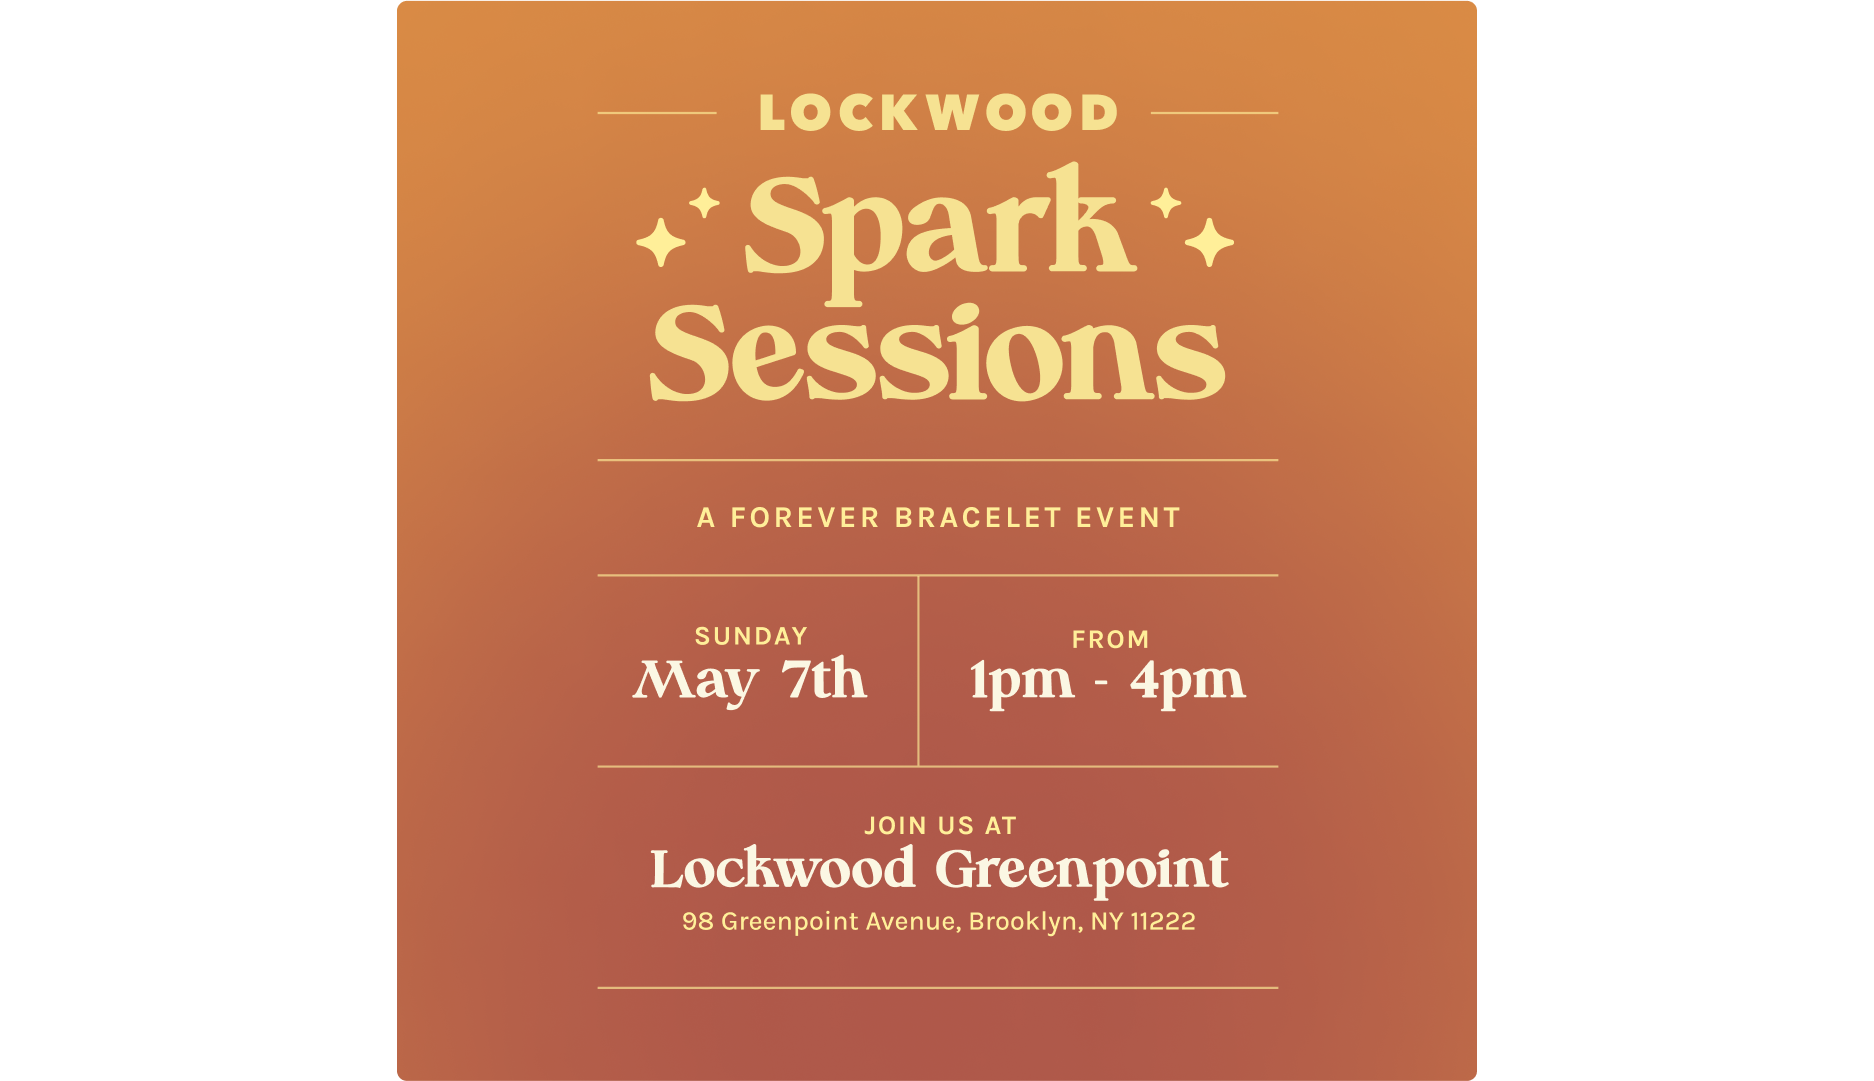 LOCKWOOD
Spark
Sessions
A FOREVER BRACELET EVENT
SUNDAY
May 7th
FROM
1pm - 4pm
JOIN US AT
Lockwood Greenpoint
98 Greenpoint Avenue, Brooklyn, NY 11222